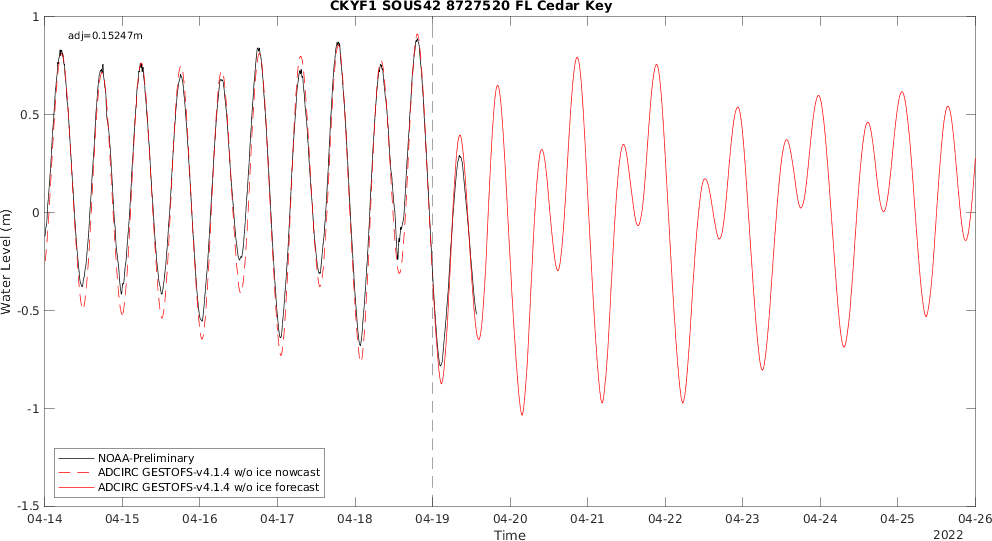 CKYF1 SOUS42 8727520 FL Cedar Key
adj=0.15247m
1
0.5
0
-0.5
-1
-1.5
Water Level (m)
NOAA-Preliminary
ADCIRC GESTOFS-v4.1.4 w/o ice nowcast
ADCIRC GESTOFS-v4.1.4 w/o ice forecast
04-14 04-15 04-16 04-17 04-18 04-19 04-20 04-21 04-22 04-23 04-24 04-25 04-26
Time
2022